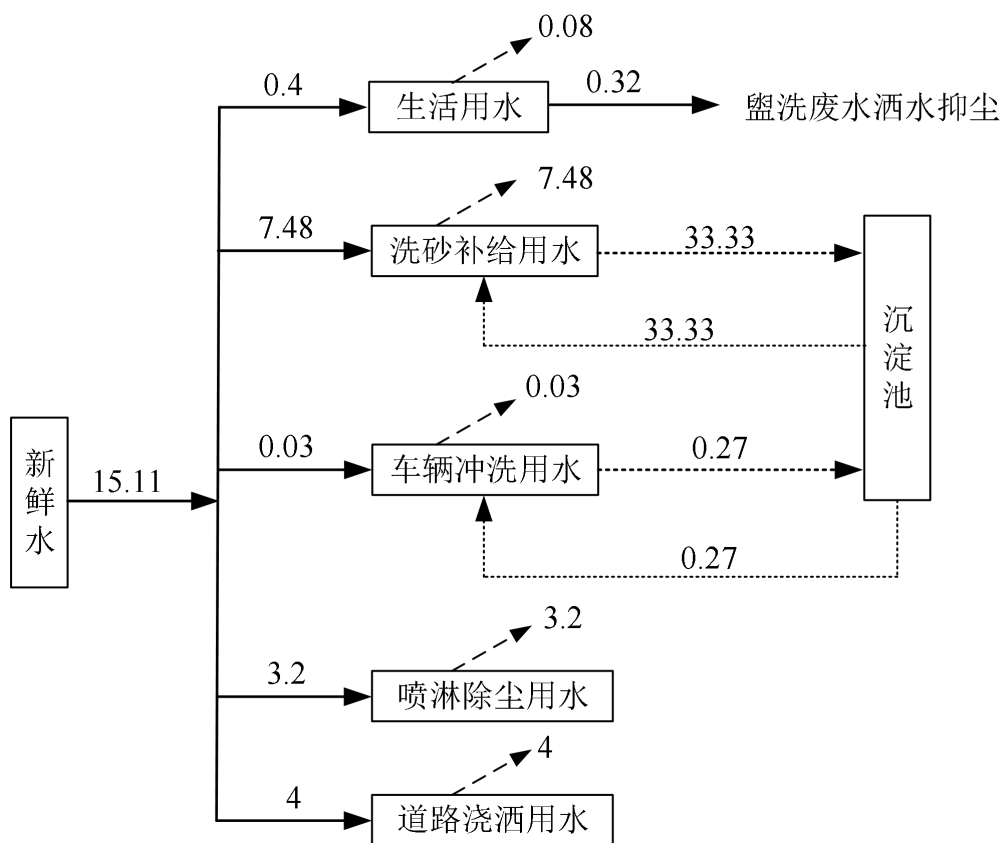 0.08
0.4
生活用水
0.32
盥洗废水洒水抑尘
7.48
7.48
洗砂补给用水
33.33
33.33
沉淀池
0.03
0.03
车辆冲洗用水
0.27
0.27
新鲜水
15.11
3.2
3.2
喷淋除尘用水
4
4
道路浇洒用水